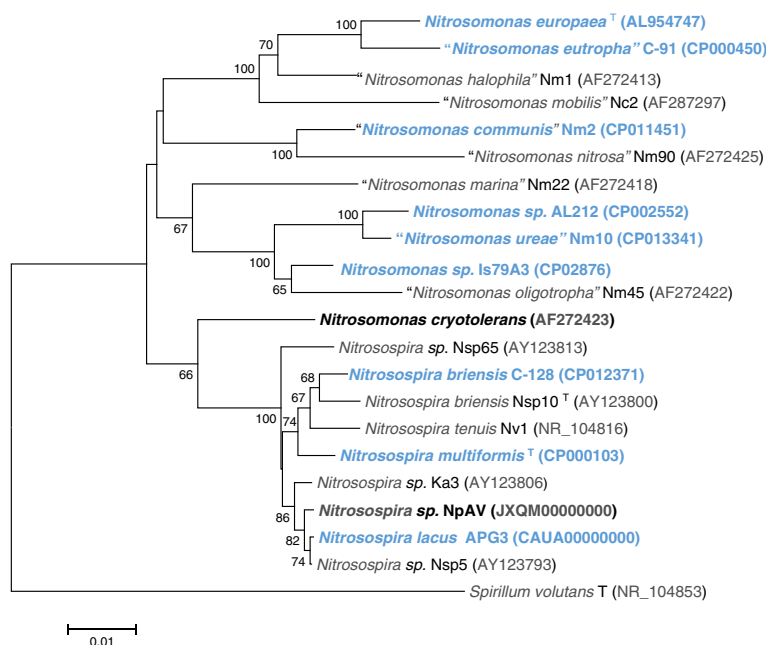 100
Nitrosomonas europaea T (AL954747)
70
“Nitrosomonas eutropha” C-91 (CP000450)
100
“Nitrosomonas halophila” Nm1 (AF272413)
“Nitrosomonas mobilis” Nc2 (AF287297)
“Nitrosomonas communis” Nm2 (CP011451)
100
“Nitrosomonas nitrosa” Nm90 (AF272425)
“Nitrosomonas marina” Nm22 (AF272418)
100
Nitrosomonas sp. AL212 (CP002552)
67
“Nitrosomonas ureae” Nm10 (CP013341)
100
Nitrosomonas sp. Is79A3 (CP02876)
65
“Nitrosomonas oligotropha” Nm45 (AF272422)
Nitrosomonas cryotolerans (AF272423)
Nitrosospira sp. Nsp65 (AY123813)
66
68
Nitrosospira briensis C-128 (CP012371)
67
Nitrosospira briensis Nsp10 T (AY123800)
100
74
Nitrosospira tenuis Nv1 (NR_104816)
Nitrosospira multiformis T (CP000103)
Nitrosospira sp. Ka3 (AY123806)
86
Nitrosospira sp. NpAV (JXQM00000000)
82
Nitrosospira lacus APG3 (CAUA00000000)
74
Nitrosospira sp. Nsp5 (AY123793)
Spirillum volutans T (NR_104853)
0.01